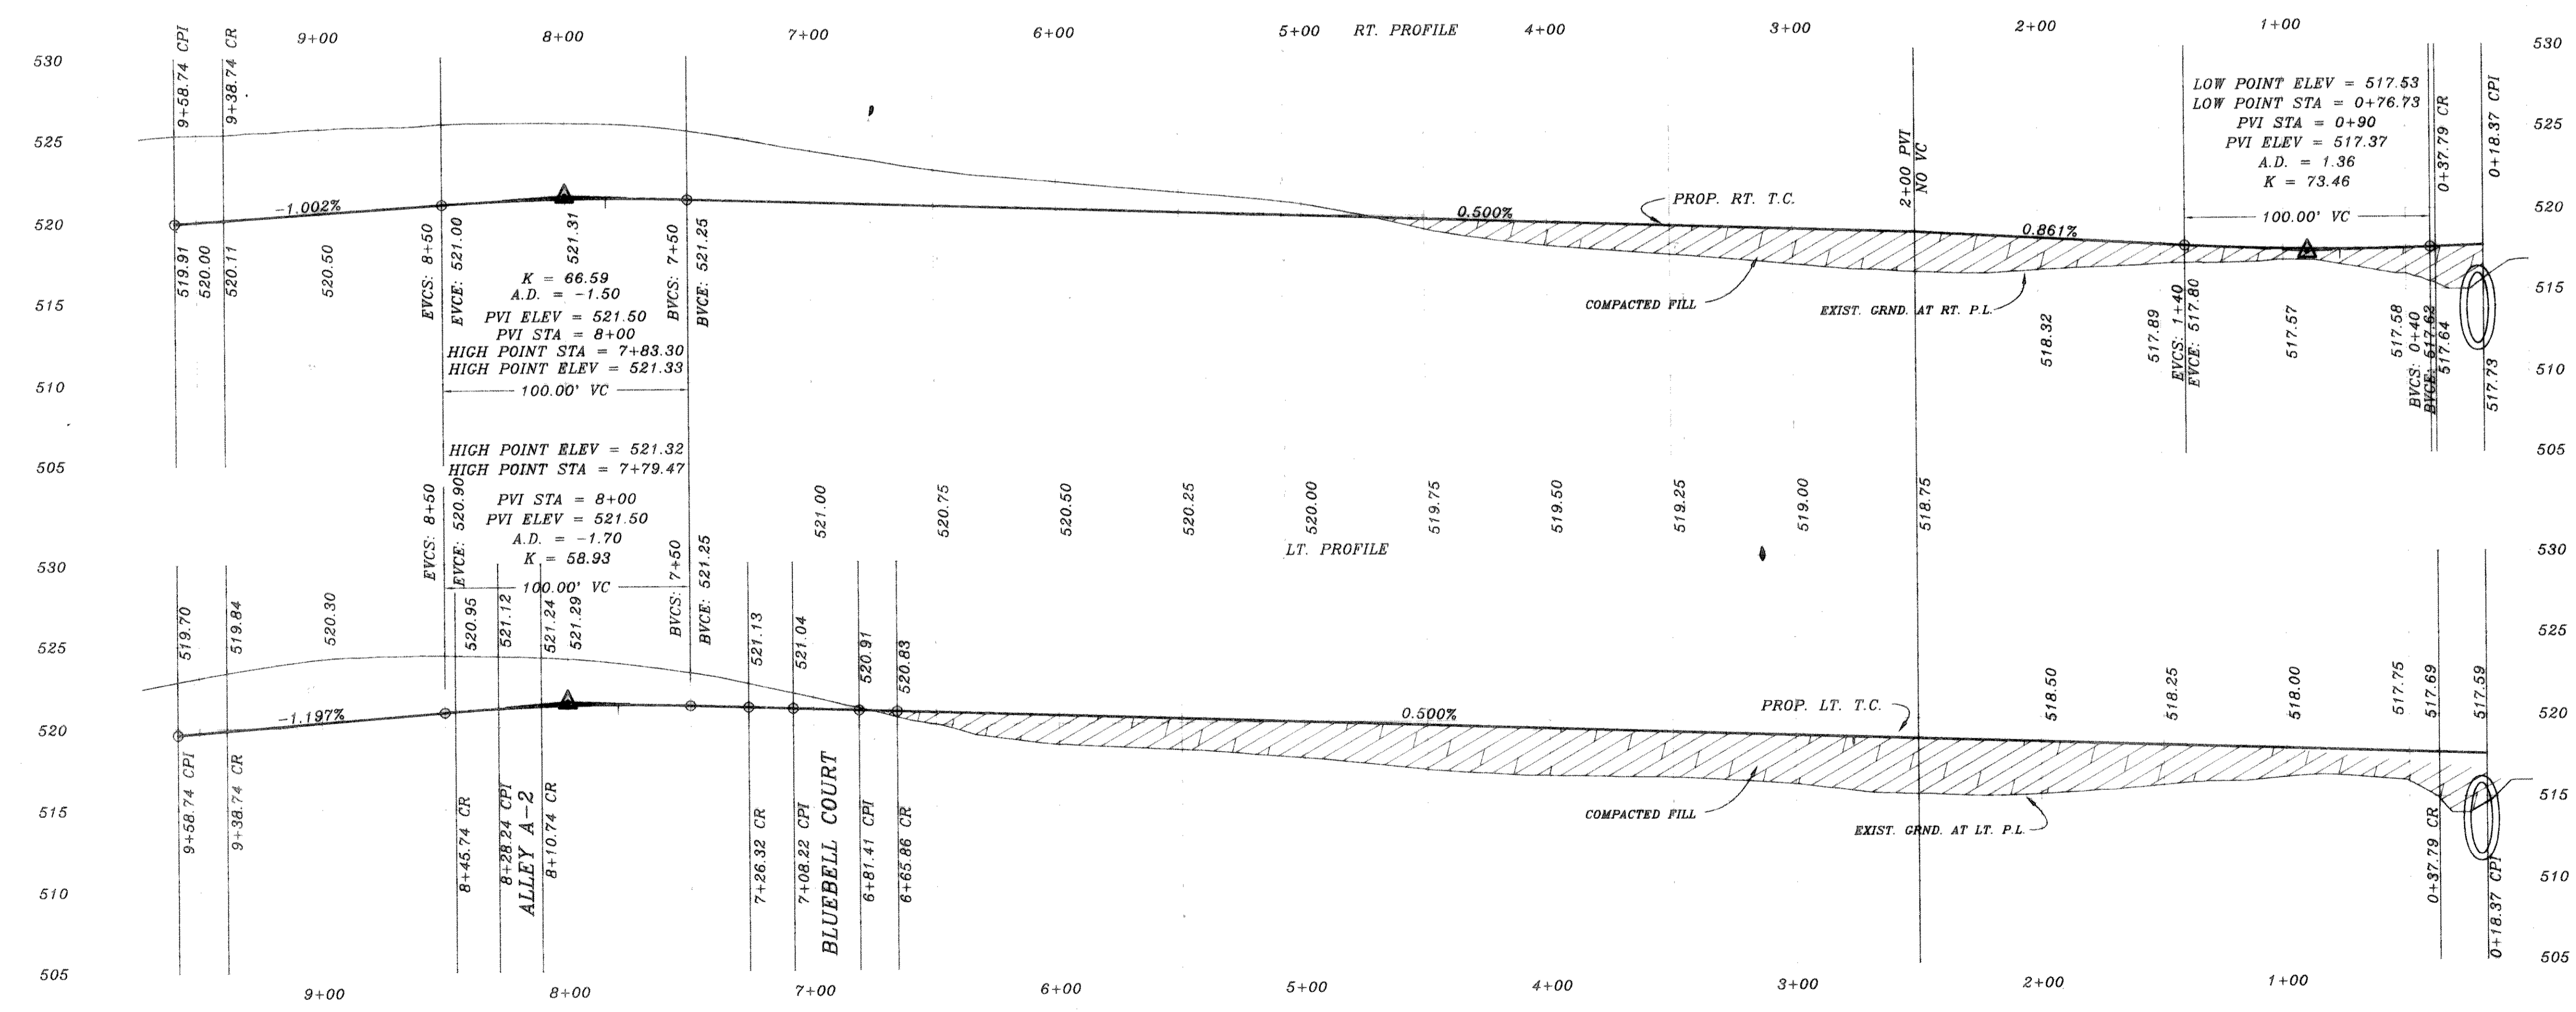 9+00 8+00 7+00 6+00 5+00 RT. PROFILE 4+00 3+00 2+00 1+00
530 530
9+58.74 CPI
9+38.74 CR
2+00 PVI
NO VC
LOW POINT ELEV = 517.53
LOW POINT STA = 0+76.73
PVI STA = 0+90
PVI ELEV = 517.37
A.D. = 1.36
K = 73.46
100.00' VC
0+37.79 CR
0+18.37 CPI
525 525
520 520
-1.002%
0.500%
PROP. RT. T.C.
0.861%
519.91
520.00
520.11
520.50
EVCS: 8+50
EVCE: 521.00
521.31
BVCS: 7+50
BVCE: 521.25
K = 66.59
A.D. = -1.50
PVI ELEV = 521.50
PVI STA = 8+00
HIGH POINT STA = 7+83.30
HIGH POINT ELEV = 521.33
100.00' VC
515 515
COMPACTED FILL
EXIST. GRND. AT RT. P.L.
518.32
517.89
EVCS: 1+40
EVCE: 517.80
517.57
517.58
BVCS: 0+40
BVCE: 517.62
517.64
517.73
510 510
505 505
HIGH POINT ELEV = 521.32
HIGH POINT STA = 7+79.47
PVI STA = 8+00
PVI ELEV = 521.50
A.D. = -1.70
K = 58.93
100.00' VC
EVCS: 8+50
EVCE: 520.90
BVCS: 7+50
BVCE: 521.25
521.00
520.75
520.50
520.25
520.00
519.75
519.50
519.25
519.00
518.75
LT. PROFILE
530 530
519.70
519.84
520.30
520.95
521.12
521.24
521.29
521.13
521.04
520.91
520.83
518.50
518.25
518.00
517.75
517.69
517.59
525 525
520 520
-1.197%
0.500%
PROP. LT. T.C.
515 515
COMPACTED FILL
EXIST. GRND. AT LT. P.L.
9+58.74 CPI
9+38.74 CR
8+45.74 CR
8+28.24 CPI
ALLEY A-2
8+10.74 CR
7+26.32 CR
7+08.22 CPI
BLUEBELL COURT
6+81.41 CPI
6+65.86 CR
0+37.79 CR
0+18.37 CPI
510 510
505 505
9+00 8+00 7+00 6+00 5+00 4+00 3+00 2+00 1+00